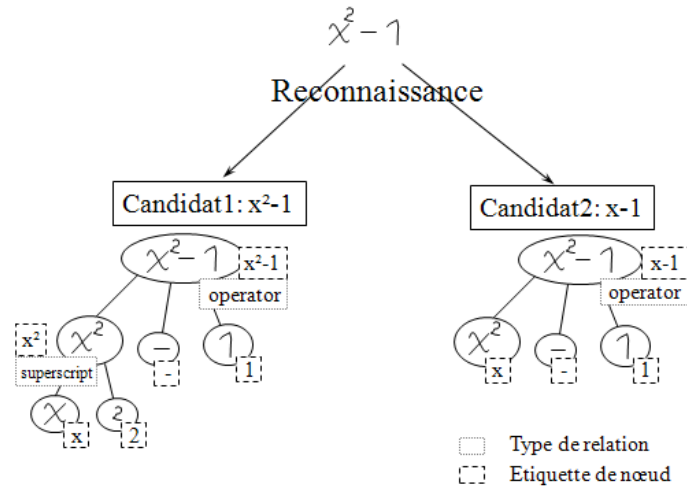 x² − 1
Reconnaissance
Candidat1: x²-1
Candidat2: x-1
x² − 1
x²-1
operator
x² − 1
x-1
operator
x²
x²
superscript
−
-
1
1
x²
x
−
-
1
1
x
x
2
2
Type de relation
Etiquette de nœud